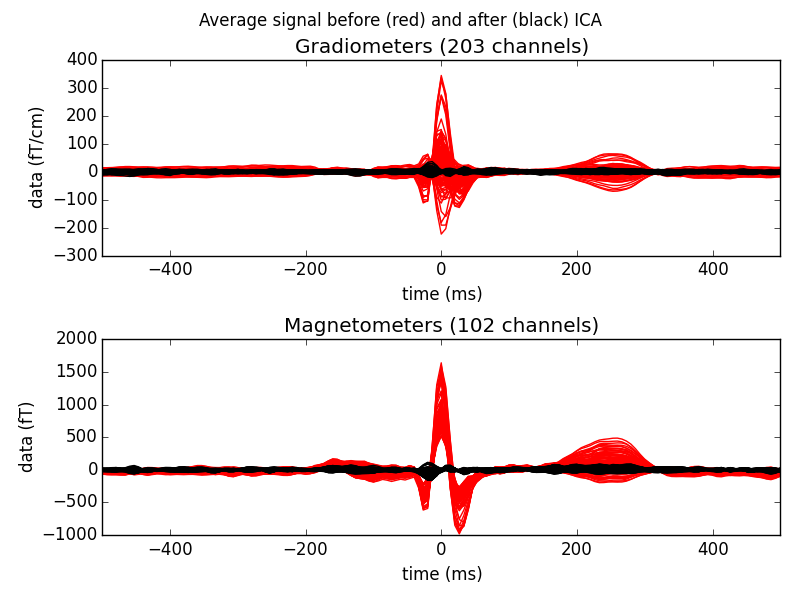 Average signal before (red) and after (black) ICA
Gradiometers (203 channels)
400
300
200
100
0
−100
−200
−300
data (fT/cm)
−400 −200 0 200 400
time (ms)
Magnetometers (102 channels)
2000
1500
1000
500
0
−500
−1000
data (fT)
−400 −200 0 200 400
time (ms)